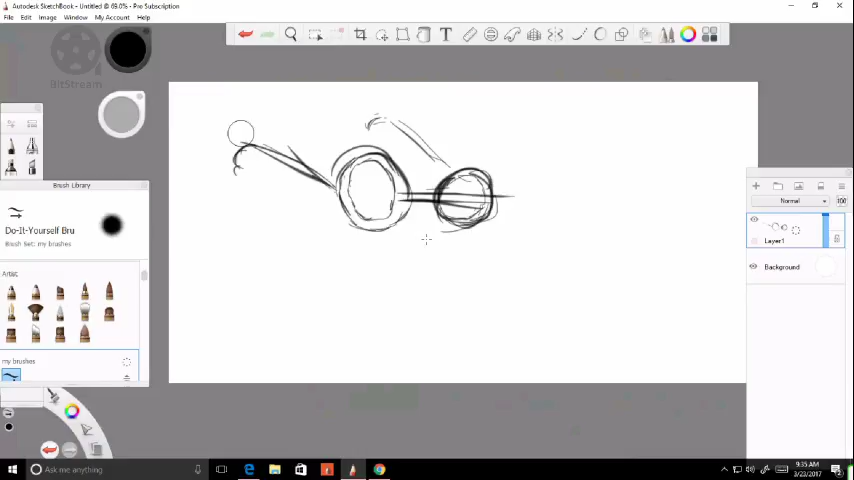 Autodesk SketchBook - Untitled @ 69.0% - Pre Subscription
File Edit Image Window My Account Help
BitStream
T
Brush Library
Do-It-Yourself Bru
Brush Set: my brushes
Artist
my brushes
Normal
100
Layer1
Background
Ask me anything
9:35 AM
3/23/2017